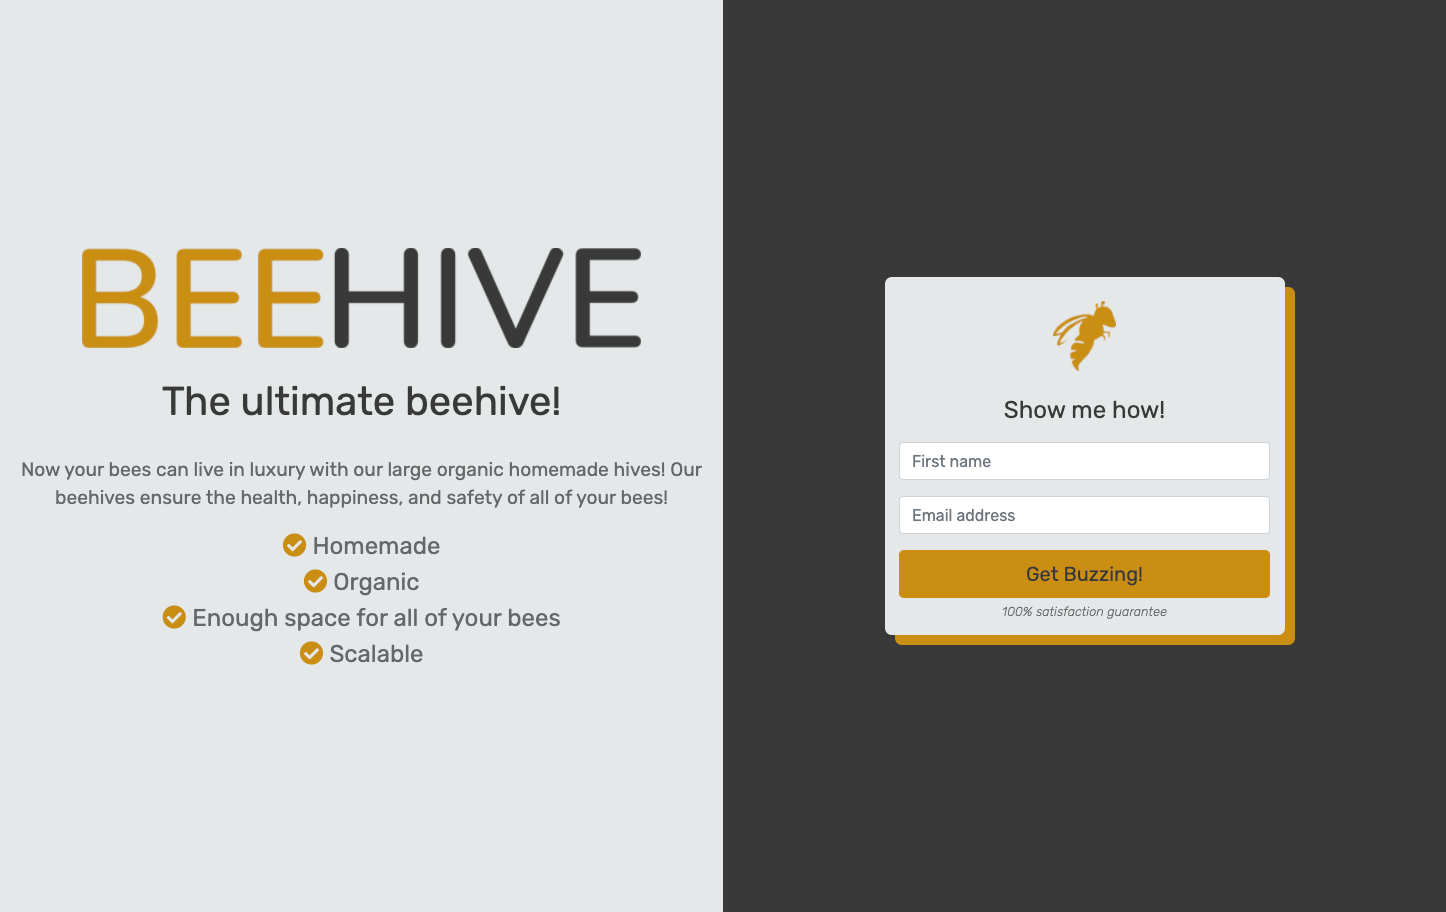 BEEHIVE
The ultimate beehive!
Now your bees can live in luxury with our large organic homemade hives! Our
beehives ensure the health, happiness, and safety of all of your bees!
Homemade
Organic
Enough space for all of your bees
Scalable
Show me how!
First name
Email address
Get Buzzing!
100% satisfaction guarantee